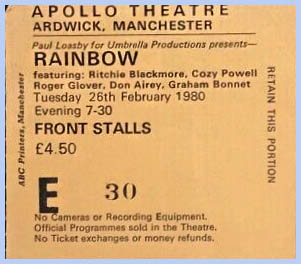 APOLLO THEATRE
ARDWICK, MANCHESTER
Paul Loasby for Umbrella Productions presents—
RAINBOW
featuring: Ritchie Blackmore, Cozy Powell
Roger Glover, Don Airey, Graham Bonnet
Tuesday 26th February 1980
Evening 7-30
FRONT STALLS
£4.50
E 30
No Cameras or Recording Equipment.
Official Programmes sold in the Theatre.
No Ticket exchanges or money refunds.
ABC Printers, Manchester
RETAIN THIS PORTION